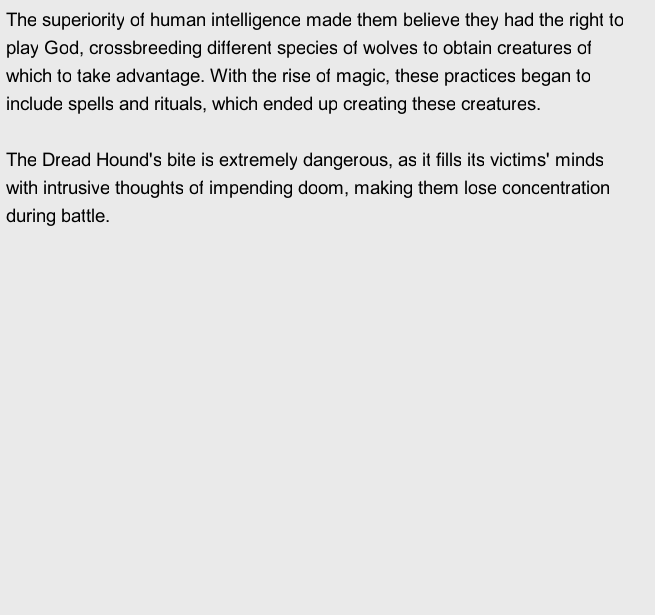 The superiority of human intelligence made them believe they had the right to
play God, crossbreeding different species of wolves to obtain creatures of
which to take advantage. With the rise of magic, these practices began to
include spells and rituals, which ended up creating these creatures.

The Dread Hound's bite is extremely dangerous, as it fills its victims' minds
with intrusive thoughts of impending doom, making them lose concentration
during battle.